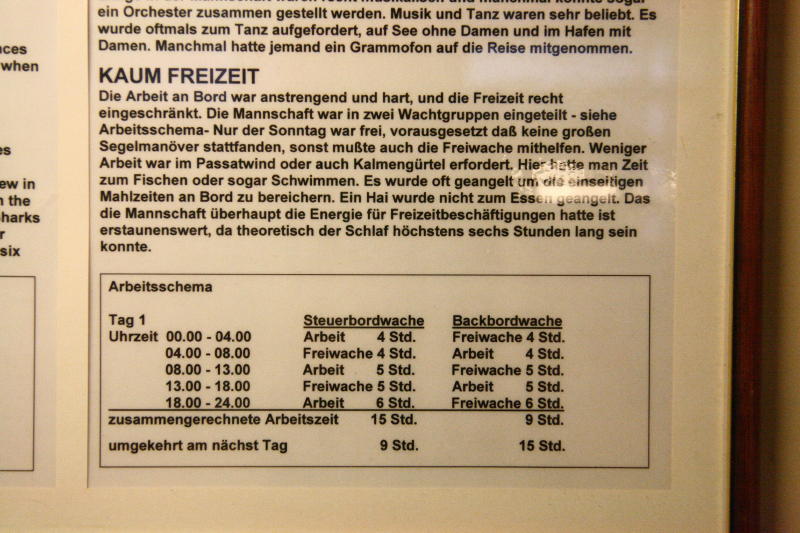 nces
when
es
ew in
n the
harks
r
six
ein Orchester zusammen gestellt werden. Musik und Tanz waren sehr beliebt. Es
wurde oftmals zum Tanz aufgefordert, auf See ohne Damen und im Hafen mit
Damen. Manchmal hatte jemand ein Grammofon auf die Reise mitgenommen.
KAUM FREIZEIT
Die Arbeit an Bord war anstrengend und hart, und die Freizeit recht
eingeschränkt. Die Mannschaft war in zwei Wachtgruppen eingeteilt - siehe
Arbeitsschema- Nur der Sonntag war frei, vorausgesetzt daß keine großen
Segelmanöver stattfanden, sonst mußte auch die Freiwache mithelfen. Weniger
Arbeit war im Passatwind oder auch Kalmengürtel erfordert. Hier hatte man Zeit
zum Fischen oder sogar Schwimmen. Es wurde oft geangelt um die einseitigen
Mahlzeiten an Bord zu bereichern. Ein Hai wurde nicht zum Essen geangelt. Das
die Mannschaft überhaupt die Energie für Freizeitbeschäftigungen hatte ist
erstaunenswert, da theoretisch der Schlaf höchstens sechs Stunden lang sein
konnte.
Arbeitsschema
Tag 1 Steuerbordwache Backbordwache
Uhrzeit 00.00 - 04.00 Arbeit 4 Std. Freiwache 4 Std.
04.00 - 08.00 Freiwache 4 Std. Arbeit 4 Std.
08.00 - 13.00 Arbeit 5 Std. Freiwache 5 Std.
13.00 - 18.00 Freiwache 5 Std. Arbeit 5 Std.
18.00 - 24.00 Arbeit 6 Std. Freiwache 6 Std.
zusammengerechnete Arbeitszeit 15 Std. 9 Std.
umgekehrt am nächst Tag 9 Std. 15 Std.